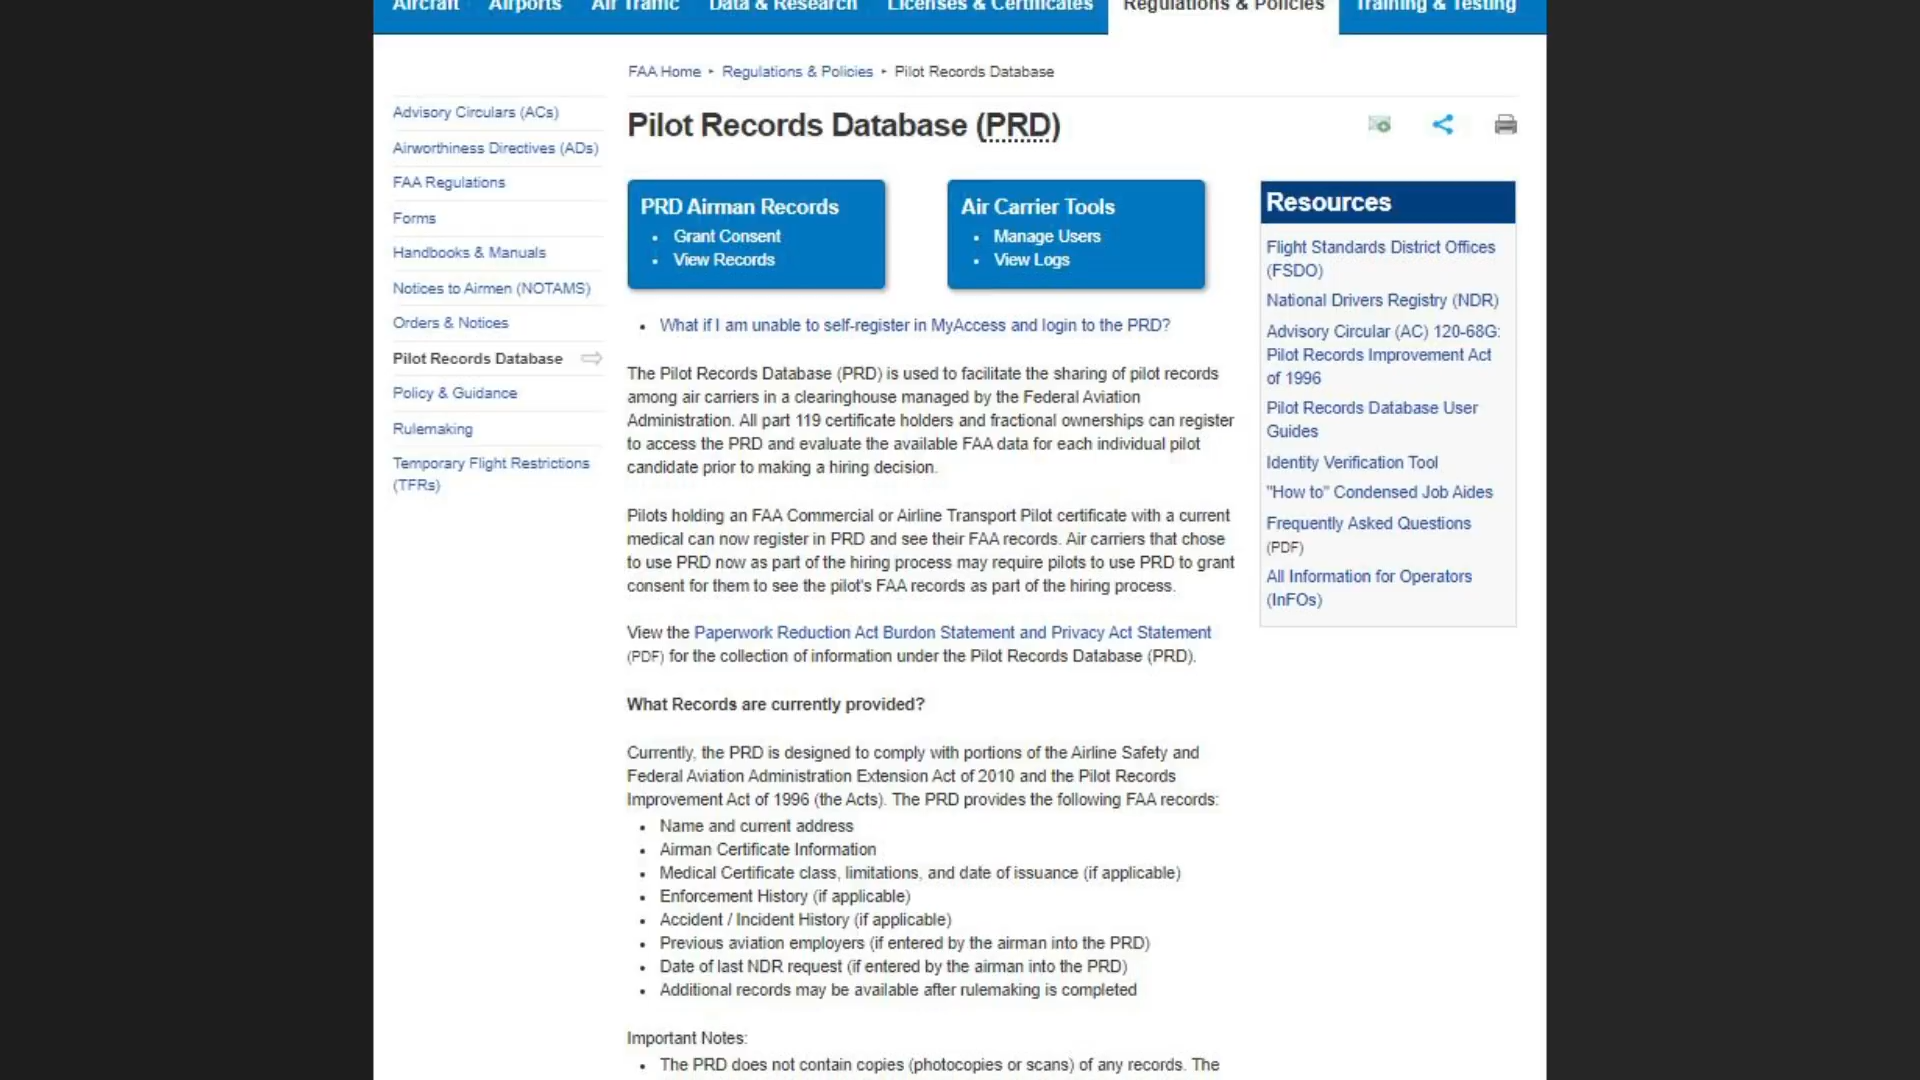 Aircraft Airports Air Traffic Data & Research Licenses & Certificates Regulations & Policies Training & Testing
FAA Home ▸ Regulations & Policies ▸ Pilot Records Database
Advisory Circulars (ACs)
Airworthiness Directives (ADs)
FAA Regulations
Forms
Handbooks & Manuals
Notices to Airmen (NOTAMS)
Orders & Notices
Pilot Records Database
Policy & Guidance
Rulemaking
Temporary Flight Restrictions
(TFRs)
Pilot Records Database (PRD)
PRD Airman Records
• Grant Consent
• View Records
Air Carrier Tools
• Manage Users
• View Logs
• What if I am unable to self-register in MyAccess and login to the PRD?
The Pilot Records Database (PRD) is used to facilitate the sharing of pilot records
among air carriers in a clearinghouse managed by the Federal Aviation
Administration. All part 119 certificate holders and fractional ownerships can register
to access the PRD and evaluate the available FAA data for each individual pilot
candidate prior to making a hiring decision.
Pilots holding an FAA Commercial or Airline Transport Pilot certificate with a current
medical can now register in PRD and see their FAA records. Air carriers that chose
to use PRD now as part of the hiring process may require pilots to use PRD to grant
consent for them to see the pilot's FAA records as part of the hiring process.
View the Paperwork Reduction Act Burdon Statement and Privacy Act Statement
(PDF) for the collection of information under the Pilot Records Database (PRD).
What Records are currently provided?
Currently, the PRD is designed to comply with portions of the Airline Safety and
Federal Aviation Administration Extension Act of 2010 and the Pilot Records
Improvement Act of 1996 (the Acts). The PRD provides the following FAA records:
• Name and current address
• Airman Certificate Information
• Medical Certificate class, limitations, and date of issuance (if applicable)
• Enforcement History (if applicable)
• Accident / Incident History (if applicable)
• Previous aviation employers (if entered by the airman into the PRD)
• Date of last NDR request (if entered by the airman into the PRD)
• Additional records may be available after rulemaking is completed
Important Notes:
• The PRD does not contain copies (photocopies or scans) of any records. The
Resources
Flight Standards District Offices
(FSDO)
National Drivers Registry (NDR)
Advisory Circular (AC) 120-68G:
Pilot Records Improvement Act
of 1996
Pilot Records Database User
Guides
Identity Verification Tool
"How to" Condensed Job Aides
Frequently Asked Questions
(PDF)
All Information for Operators
(InFOs)